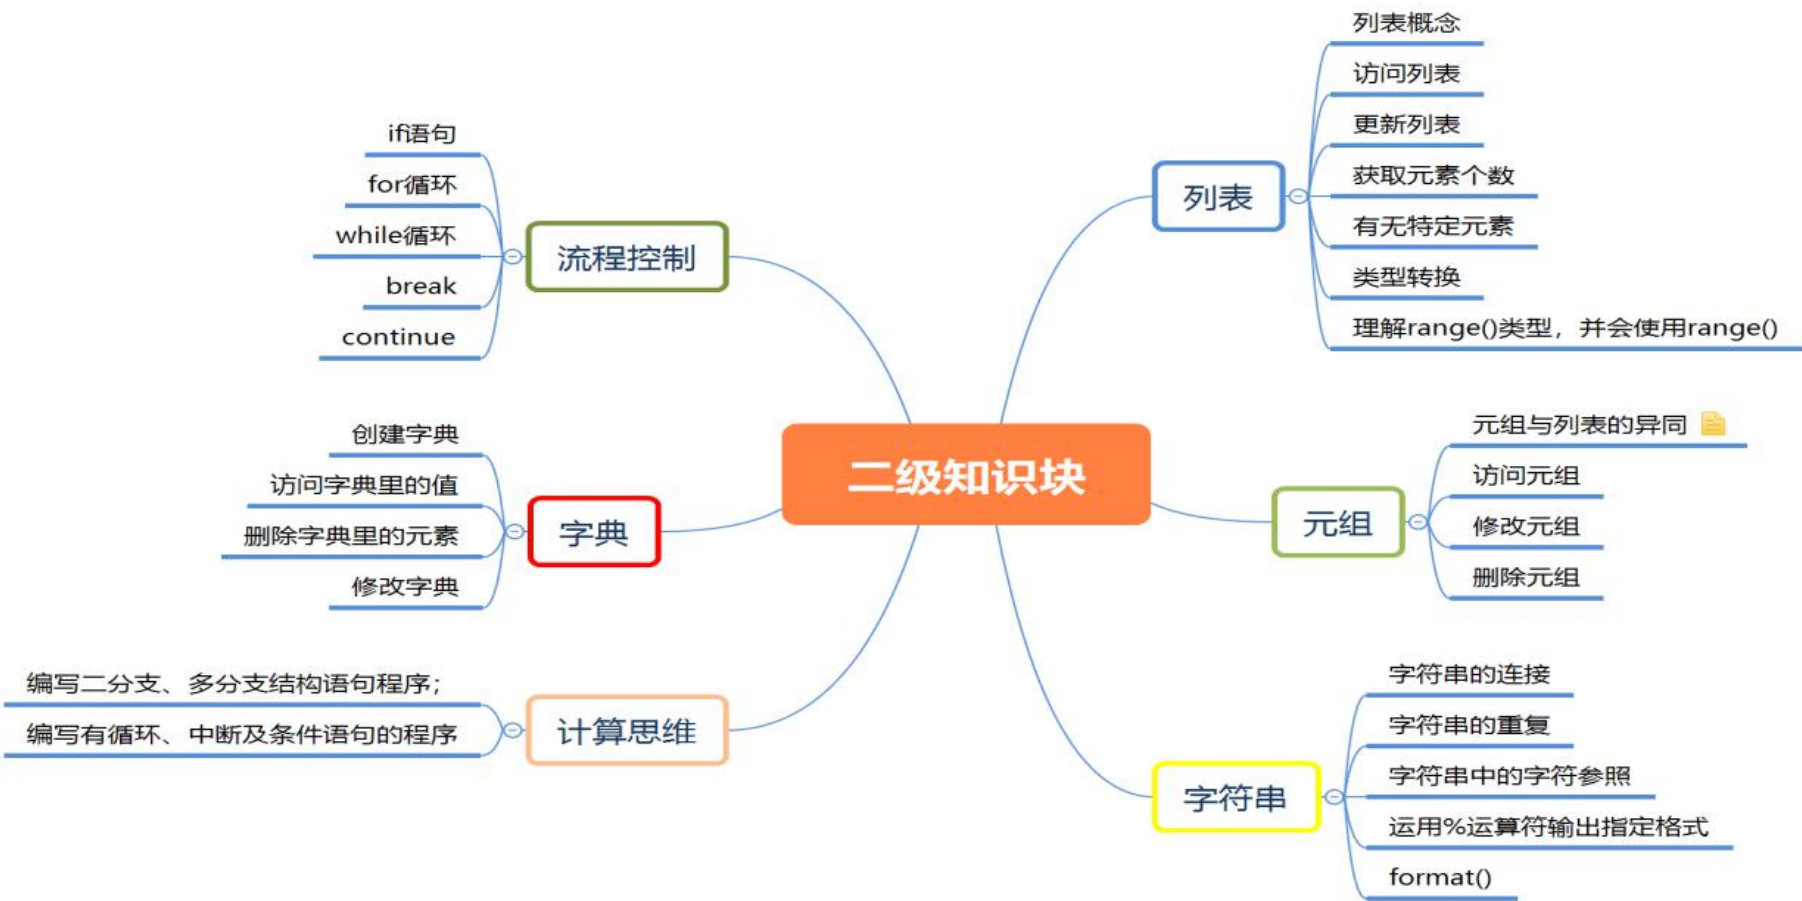 二级知识块
列表
列表概念
访问列表
更新列表
获取元素个数
有无特定元素
类型转换
理解range()类型，并会使用range()
元组
元组与列表的异同
访问元组
修改元组
删除元组
字符串
字符串的连接
字符串的重复
字符串中的字符参照
运用%运算符输出指定格式
format()
流程控制
if语句
for循环
while循环
break
continue
字典
创建字典
访问字典里的值
删除字典里的元素
修改字典
计算思维
编写二分支、多分支结构语句程序；
编写有循环、中断及条件语句的程序